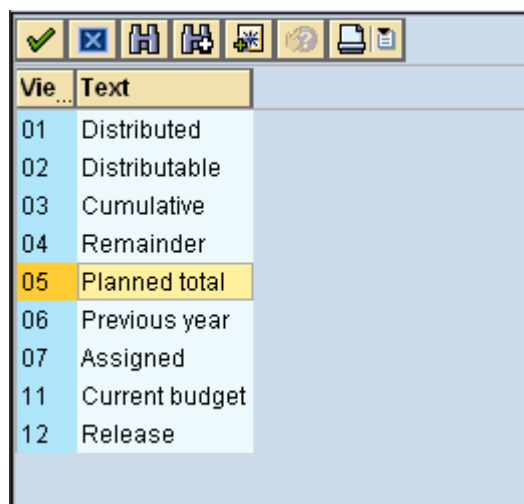 Vie... Text
01 Distributed
02 Distributable
03 Cumulative
04 Remainder
05 Planned total
06 Previous year
07 Assigned
11 Current budget
12 Release